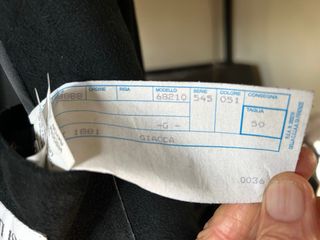 ORDINE RIGA MODELLO SERIE COLORE CONSEGNA
68210 545 051
TAGLIA
50
-G-
1801
GIACCA
0036